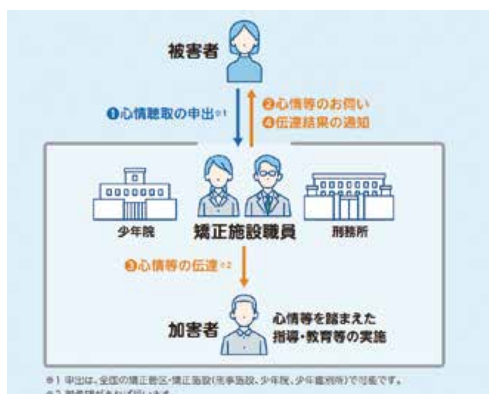 被害者
❶心情聴取の申出※1
❷心情等のお伺い
❹伝達結果の通知
少年院
矯正施設職員
刑務所
❸心情等の伝達※2
加害者
心情等を踏まえた
指導・教育等の実施
※1 申出は、全国の矯正管区・矯正施設(刑事施設、少年院、少年鑑別所)で可能です。